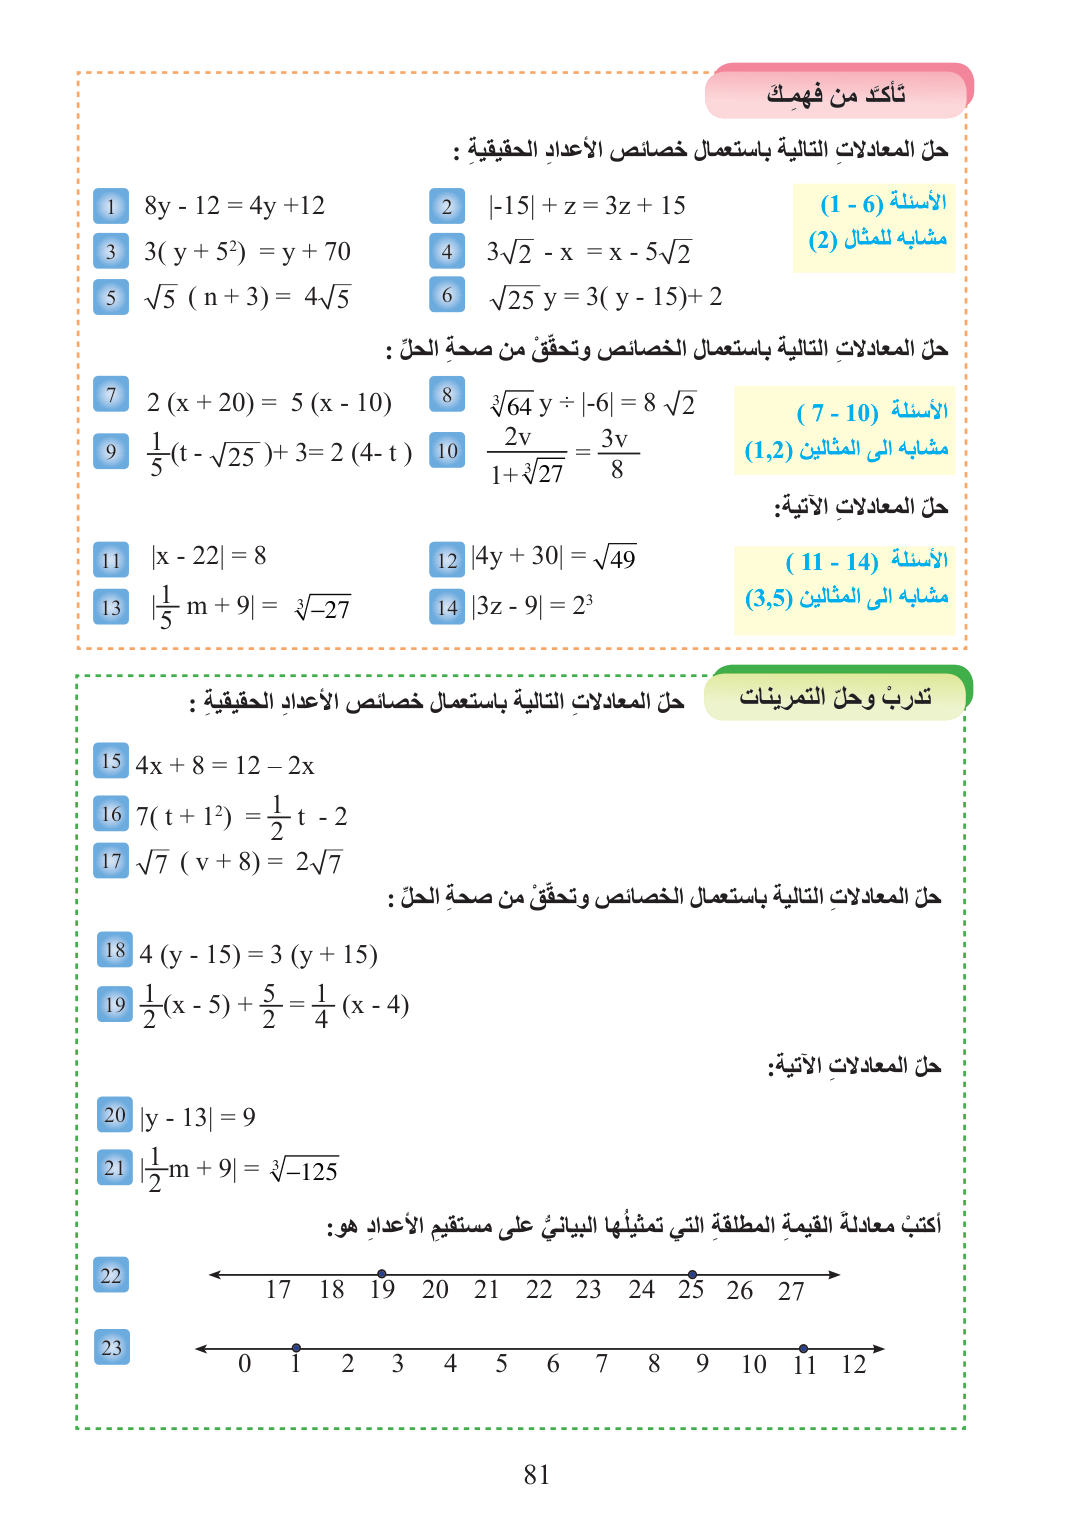 تَأكـَّد من فهمِـكَ
حلّ المعادلاتِ التالية باستعمال خصائص الأعدادِ الحقيقيةِ :
1 8y - 12 = 4y +12 2 |-15| + z = 3z + 15 الأسئلة (6 - 1)
3 3( y + 5²) = y + 70 4 3√2 - x = x - 5√2 مشابه للمثال (2)
5 √5 ( n + 3) = 4√5 6 √25 y = 3( y - 15)+ 2
حلّ المعادلاتِ التالية باستعمال الخصائص وتحقّقْ من صحةِ الحلِّ :
7 2 (x + 20) = 5 (x - 10) 8 ∛64 y ÷ |-6| = 8 √2 الأسئلة (10 - 7 )
9 1/5 (t - √25 )+ 3= 2 (4- t ) 10 2v/(1+∛27) = 3v/8 مشابه الى المثالين (1,2)
حلّ المعادلاتِ الآتية:
11 |x - 22| = 8 12 |4y + 30| = √49 الأسئلة (14 - 11 )
13 |1/5 m + 9| = ∛–27 14 |3z - 9| = 2³ مشابه الى المثالين (3,5)
تدربْ وحلّ التمرينات
حلّ المعادلاتِ التالية باستعمال خصائص الأعدادِ الحقيقيةِ :
15 4x + 8 = 12 – 2x
16 7( t + 1²) = 1/2 t - 2
17 √7 ( v + 8) = 2√7
حلّ المعادلاتِ التالية باستعمال الخصائص وتحقّقْ من صحةِ الحلِّ :
18 4 (y - 15) = 3 (y + 15)
19 1/2 (x - 5) + 5/2 = 1/4 (x - 4)
حلّ المعادلاتِ الآتية:
20 |y - 13| = 9
21 |1/2 m + 9| = ∛–125
أكتبْ معادلةَ القيمةِ المطلقةِ التي تمثيلُها البيانيُّ على مستقيمِ الأعدادِ هو:
22 17 18 19 20 21 22 23 24 25 26 27
23 0 1 2 3 4 5 6 7 8 9 10 11 12
81